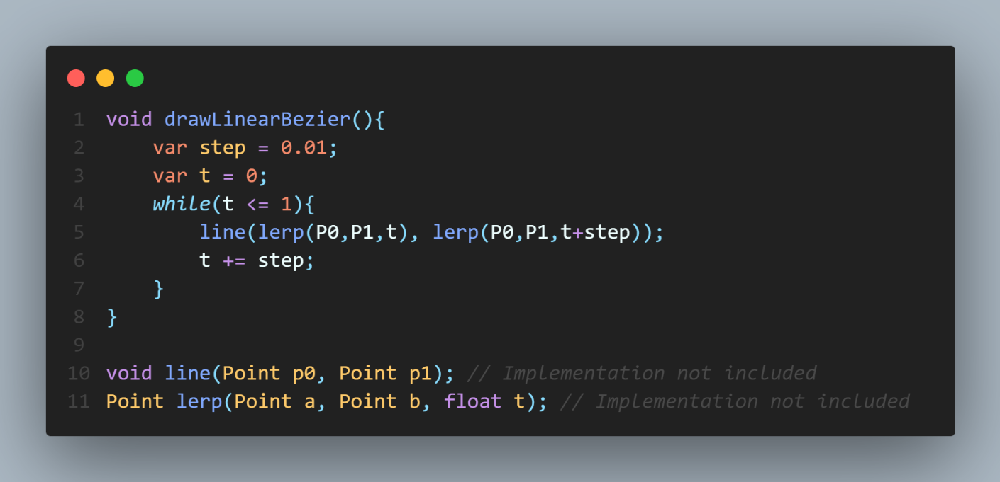 1 void drawLinearBezier(){
2     var step = 0.01;
3     var t = 0;
4     while(t <= 1){
5         line(lerp(P0,P1,t), lerp(P0,P1,t+step));
6         t += step;
7     }
8 }
9
10 void line(Point p0, Point p1); // Implementation not included
11 Point lerp(Point a, Point b, float t); // Implementation not included